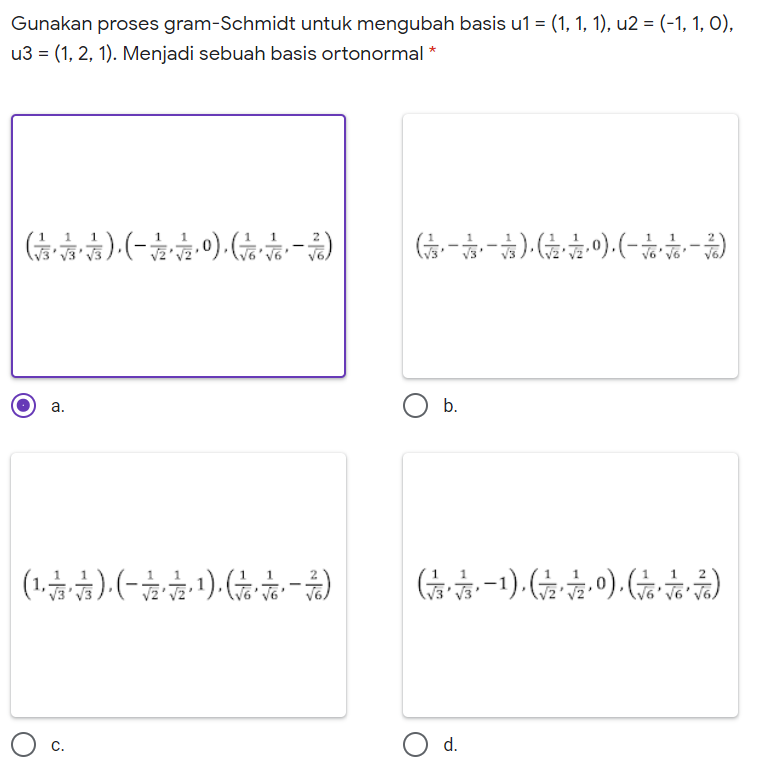 Gunakan proses gram-Schmidt untuk mengubah basis u1 = (1, 1, 1), u2 = (-1, 1, 0),
u3 = (1, 2, 1). Menjadi sebuah basis ortonormal *
(1/√3, 1/√3, 1/√3), (−1/√2, 1/√2, 0), (1/√6, 1/√6, −2/√6)
(1/√3, −1/√3, −1/√3), (1/√2, 1/√2, 0), (−1/√6, 1/√6, −2/√6)
a.
b.
(1, 1/√3, 1/√3), (−1/√2, 1/√2, 1), (1/√6, 1/√6, −2/√6)
(1/√3, 1/√3, −1), (1/√2, 1/√2, 0), (1/√6, 1/√6, 2/√6)
c.
d.